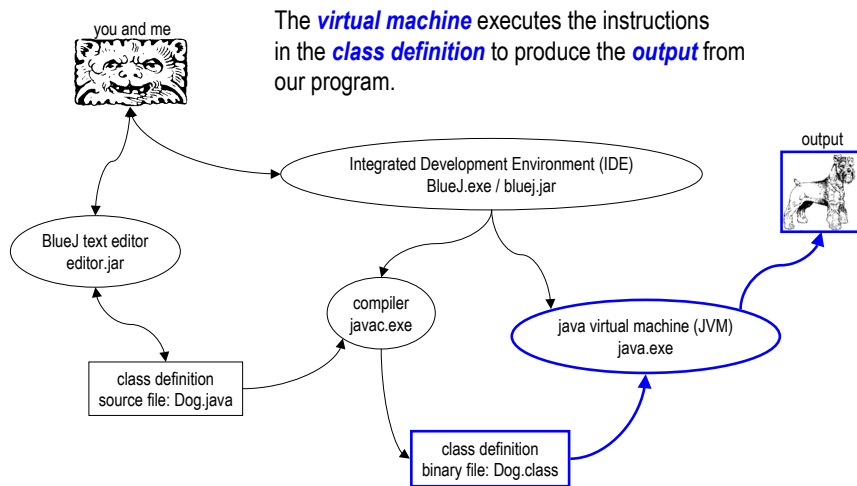 The virtual machine executes the instructions
in the class definition to produce the output from
our program.
you and me
output
Integrated Development Environment (IDE)
BlueJ.exe / bluej.jar
BlueJ text editor
editor.jar
compiler
javac.exe
java virtual machine (JVM)
java.exe
class definition
source file: Dog.java
class definition
binary file: Dog.class